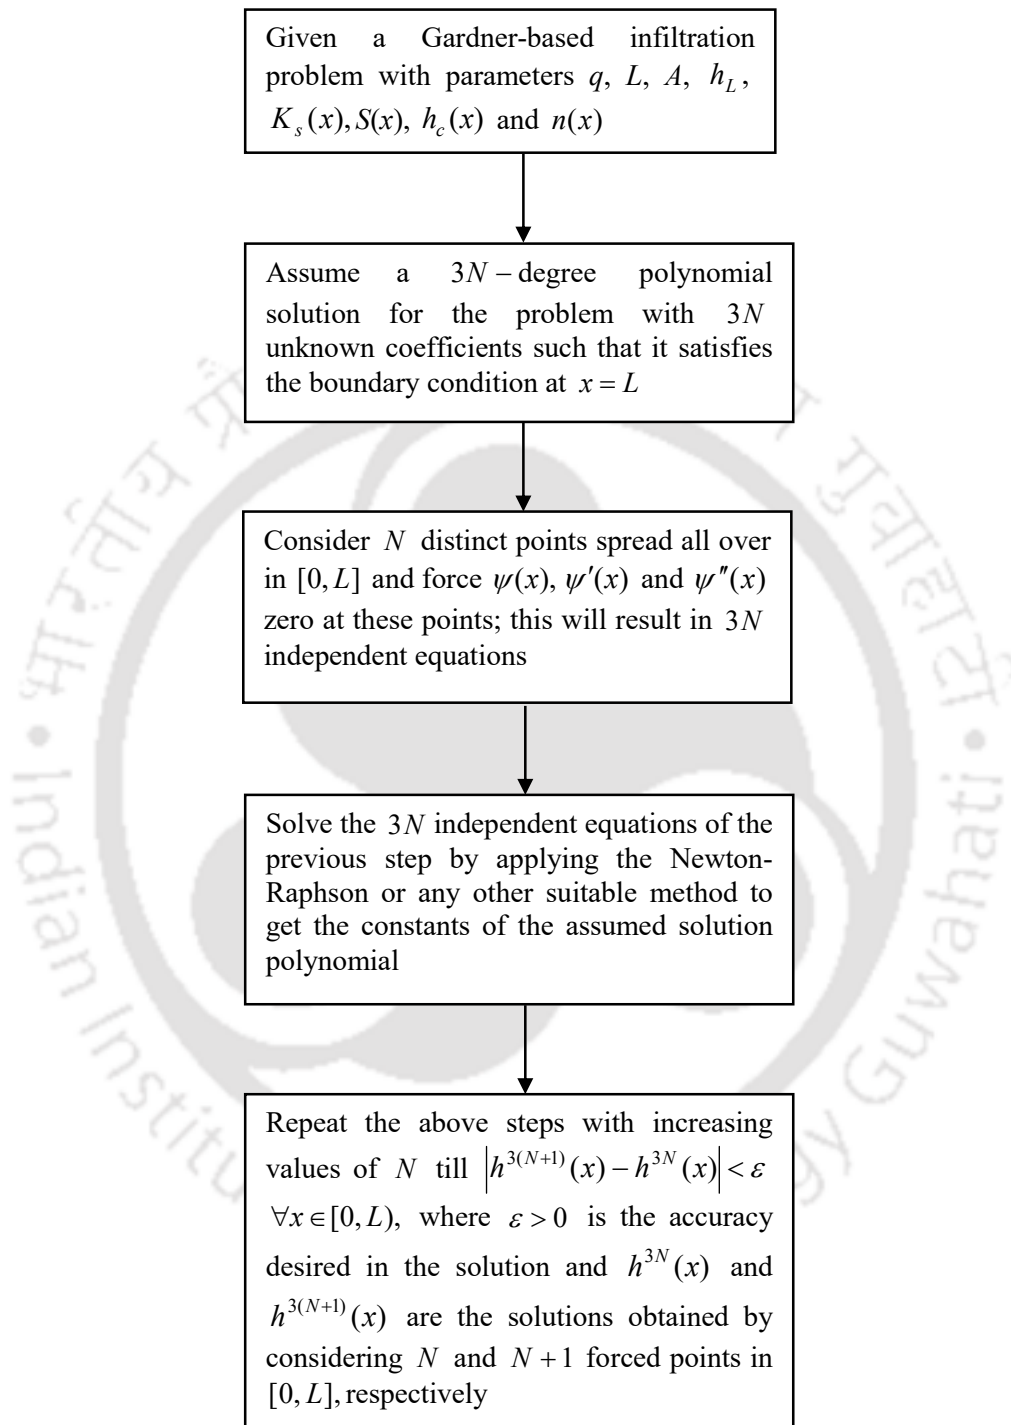 Given a Gardner-based infiltration
problem with parameters q, L, A, h_L,
K_s(x), S(x), h_c(x) and n(x)
Assume a 3N – degree polynomial
solution for the problem with 3N
unknown coefficients such that it satisfies
the boundary condition at x = L
Consider N distinct points spread all over
in [0, L] and force ψ(x), ψ′(x) and ψ″(x)
zero at these points; this will result in 3N
independent equations
Solve the 3N independent equations of the
previous step by applying the Newton-
Raphson or any other suitable method to
get the constants of the assumed solution
polynomial
Repeat the above steps with increasing
values of N till |h^{3(N+1)}(x) − h^{3N}(x)| < ε
∀x ∈ [0, L), where ε > 0 is the accuracy
desired in the solution and h^{3N}(x) and
h^{3(N+1)}(x) are the solutions obtained by
considering N and N + 1 forced points in
[0, L], respectively
भारतीय
गुवाहाटी
Indian Institu
gy Guwahati